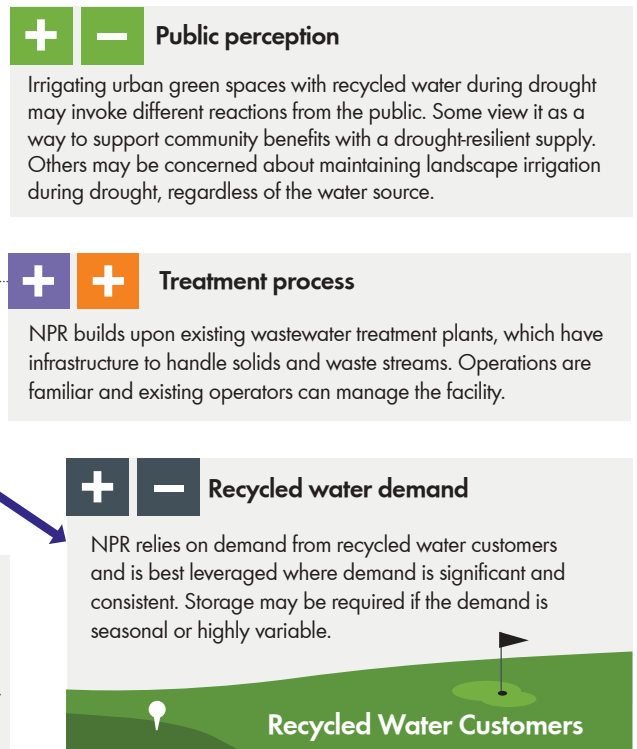 Public perception
Irrigating urban green spaces with recycled water during drought
may invoke different reactions from the public. Some view it as a
way to support community benefits with a drought-resilient supply.
Others may be concerned about maintaining landscape irrigation
during drought, regardless of the water source.
Treatment process
NPR builds upon existing wastewater treatment plants, which have
infrastructure to handle solids and waste streams. Operations are
familiar and existing operators can manage the facility.
Recycled water demand
NPR relies on demand from recycled water customers
and is best leveraged where demand is significant and
consistent. Storage may be required if the demand is
seasonal or highly variable.
Recycled Water Customers